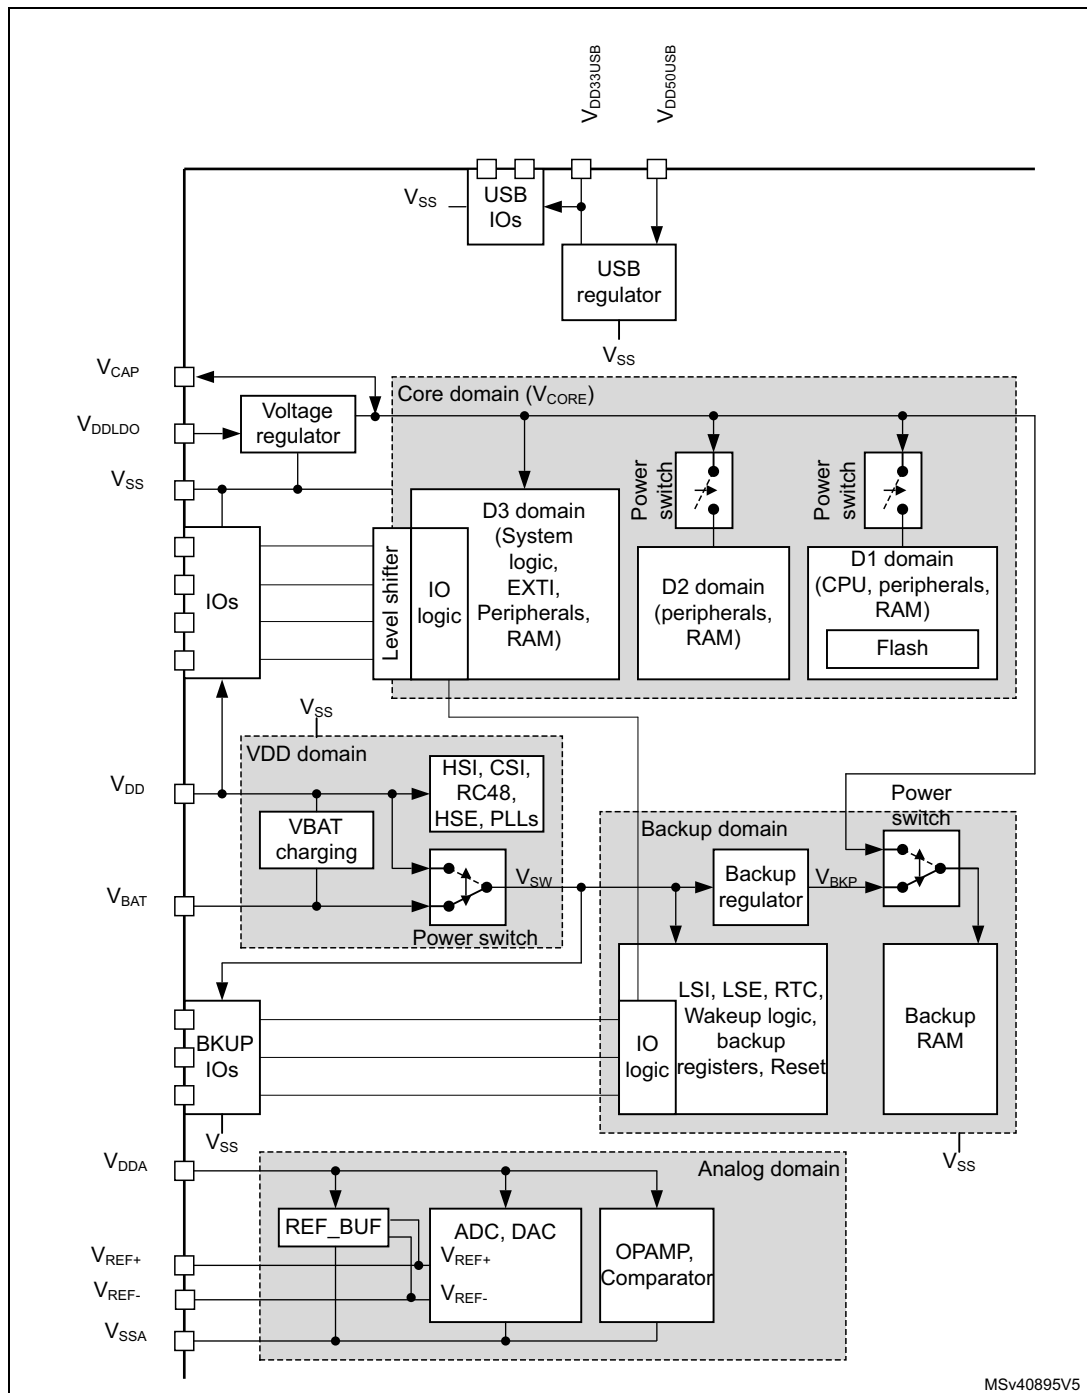 VDD33USB
VDD50USB
VSS
USB
IOs
USB
regulator
VSS
VCAP
Core domain (VCORE)
Voltage
regulator
VDDLDO
VSS
Power
switch
Power
switch
D3 domain
(System
logic,
EXTI,
Peripherals,
RAM)
IOs
Level shifter
IO
logic
D2 domain
(peripherals,
RAM)
D1 domain
(CPU, peripherals,
RAM)
Flash
VSS
VDD domain
VDD
HSI, CSI,
RC48,
HSE, PLLs
VBAT
charging
VBAT
VSW
Power switch
Backup domain
Power
switch
Backup
regulator
VBKP
LSI, LSE, RTC,
Wakeup logic,
backup
registers, Reset
IO
logic
Backup
RAM
BKUP
IOs
VSS
VSS
VDDA
Analog domain
REF_BUF
ADC, DAC
VREF+
VREF-
OPAMP,
Comparator
VREF+
VREF-
VSSA
MSv40895V5